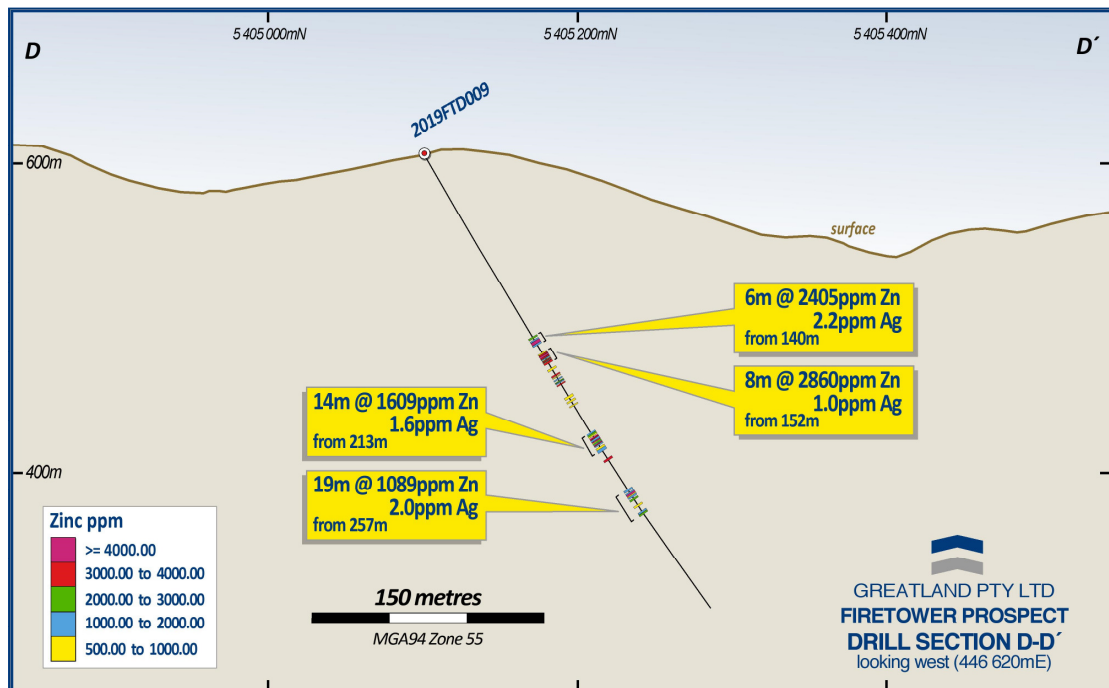 5 405 000mN
5 405 200mN
5 405 400mN
D
D´
2019FTD009
600m
surface
6m @ 2405ppm Zn
2.2ppm Ag
from 140m
8m @ 2860ppm Zn
1.0ppm Ag
from 152m
14m @ 1609ppm Zn
1.6ppm Ag
from 213m
400m
19m @ 1089ppm Zn
2.0ppm Ag
from 257m
Zinc ppm
>= 4000.00
3000.00 to 4000.00
2000.00 to 3000.00
1000.00 to 2000.00
500.00 to 1000.00
150 metres
MGA94 Zone 55
GREATLAND PTY LTD
FIRETOWER PROSPECT
DRILL SECTION D-D´
looking west (446 620mE)